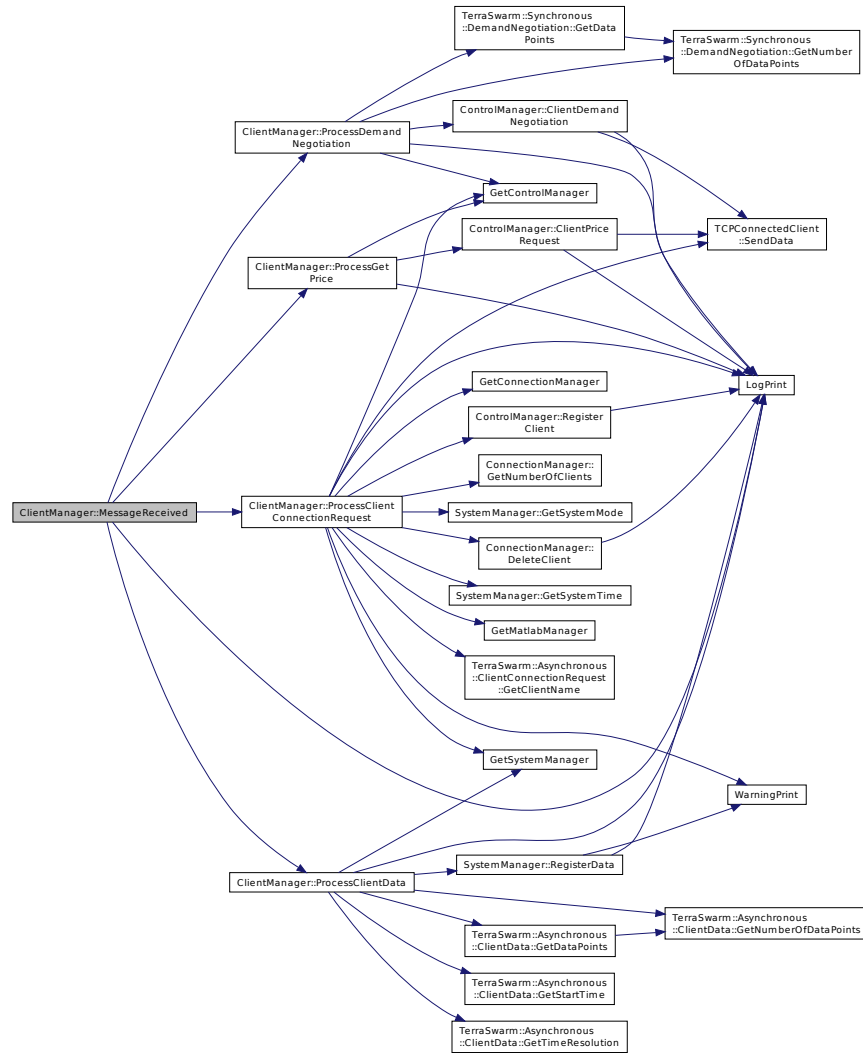 TerraSwarm::Synchronous
::DemandNegotiation::GetData
Points
TerraSwarm::Synchronous
::DemandNegotiation::GetNumber
OfDataPoints
ControlManager::ClientDemand
Negotiation
ClientManager::ProcessDemand
Negotiation
GetControlManager
ControlManager::ClientPrice
Request
TCPConnectedClient
::SendData
ClientManager::ProcessGet
Price
GetConnectionManager
LogPrint
ControlManager::Register
Client
ConnectionManager::
GetNumberOfClients
ClientManager::MessageReceived
ClientManager::ProcessClient
ConnectionRequest
SystemManager::GetSystemMode
ConnectionManager::
DeleteClient
SystemManager::GetSystemTime
GetMatlabManager
TerraSwarm::Asynchronous
::ClientConnectionRequest
::GetClientName
GetSystemManager
WarningPrint
SystemManager::RegisterData
ClientManager::ProcessClientData
TerraSwarm::Asynchronous
::ClientData::GetNumberOfDataPoints
TerraSwarm::Asynchronous
::ClientData::GetDataPoints
TerraSwarm::Asynchronous
::ClientData::GetStartTime
TerraSwarm::Asynchronous
::ClientData::GetTimeResolution